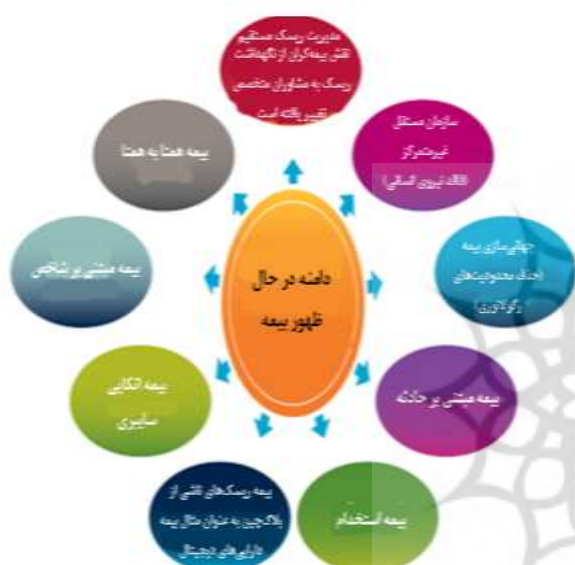 مدیریت ریسک مستقیم
نقش بیمه‌گران از نگهداشت
ریسک به مشاوران متخصص
تغییر یافته است
سازمان مستقل
غیرمتمرکز
(فاقد نیروی انسانی)
جهانی‌سازی بیمه
(حذف محدودیت‌های
رگولاتوری)
بیمه مبتنی بر حادثه
بیمه استخدام
بیمه ریسک‌های ناشی از
بلاک‌چین به عنوان مثال بیمه
دارایی‌های دیجیتال
بیمه اتکایی
سایبری
بیمه مبتنی بر شاخص
بیمه همتا به همتا
دامنه در حال
ظهور بیمه